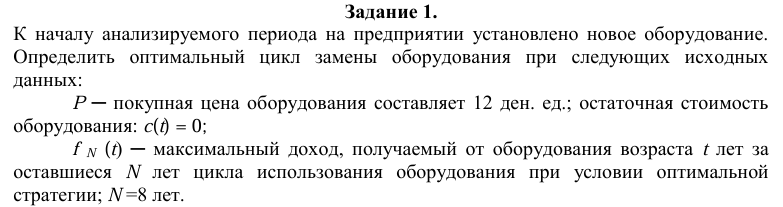 Задание 1.
К началу анализируемого периода на предприятии установлено новое оборудование.
Определить оптимальный цикл замены оборудования при следующих исходных
данных:
P — покупная цена оборудования составляет 12 ден. ед.; остаточная стоимость
оборудования: c(t) = 0;
f N (t) — максимальный доход, получаемый от оборудования возраста t лет за
оставшиеся N лет цикла использования оборудования при условии оптимальной
стратегии; N=8 лет.